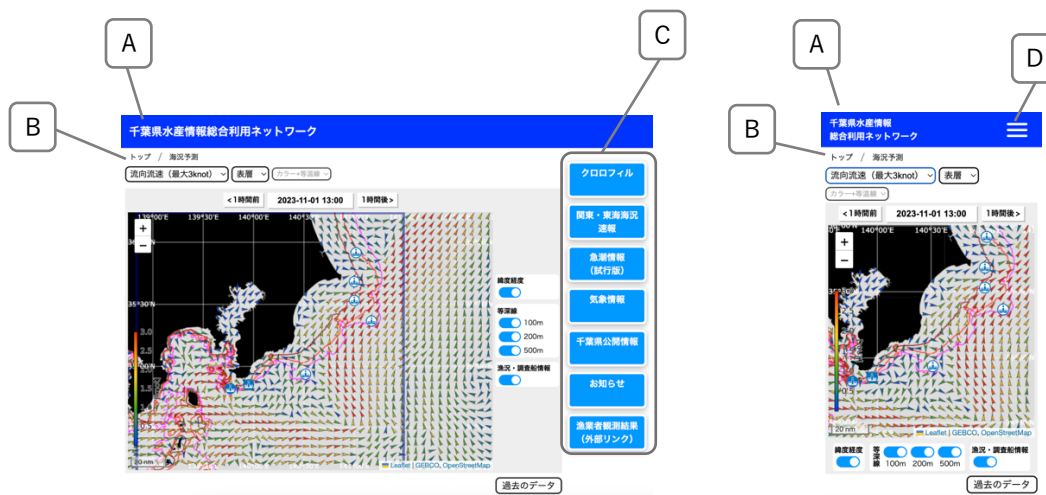 A
C
B
千葉県水産情報総合利用ネットワーク
トップ / 海況予測
流向流速（最大3knot）
表層
カラー+等温線
<1時間前
2023-11-01 13:00
1時間後>
139°00'E
139°30'E
140°00'E
+
−
35°30'N
3.0
2.5
1.5
0.5
20 nm
Leaflet | GEBCO, OpenStreetMap
緯度経度
等深線
100m
200m
500m
漁況・調査船情報
過去のデータ
クロロフィル
関東・東海海況
速報
急潮情報
（試行版）
気象情報
千葉県公開情報
お知らせ
漁業者観測結果
（外部リンク）
A
D
B
千葉県水産情報
総合利用ネットワーク
トップ / 海況予測
流向流速（最大3knot）
表層
カラー+等温線
<1時間前
2023-11-01 13:00
1時間後>
140°00'E
140°30'E
+
−
20 nm
Leaflet | GEBCO, OpenStreetMap
緯度経度
等深線
100m 200m 500m
漁況・調査船情報
過去のデータ